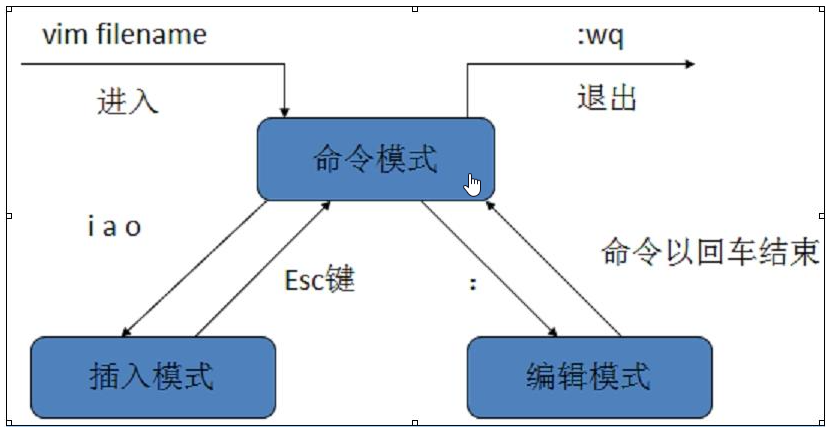 vim filename
:wq
进入
退出
命令模式
i a o
Esc键
:
命令以回车结束
插入模式
编辑模式